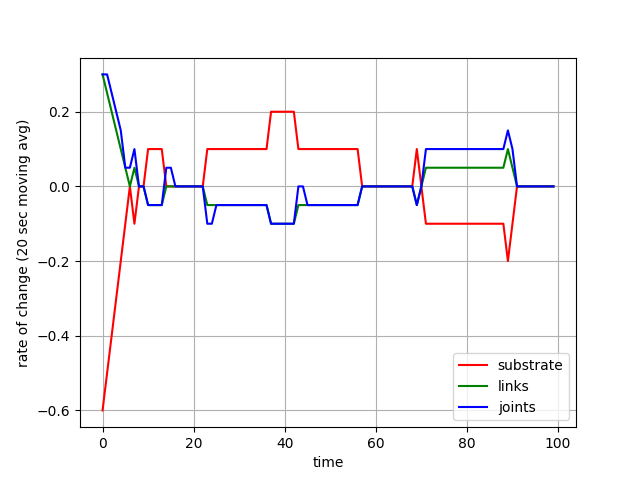 rate of change (20 sec moving avg)
0.2
0.0
−0.2
−0.4
−0.6
0 20 40 60 80 100
time
substrate
links
joints